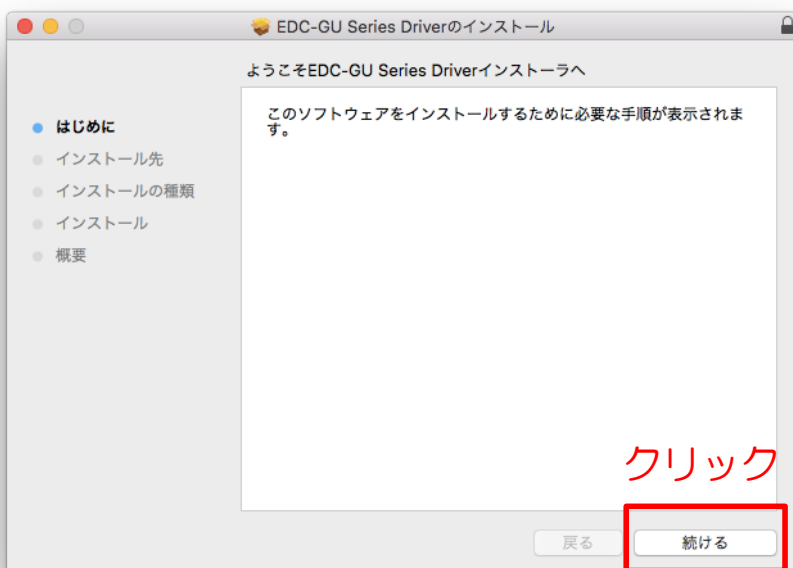 EDC-GU Series Driverのインストール
ようこそEDC-GU Series Driverインストーラへ
はじめに
インストール先
インストールの種類
インストール
概要
このソフトウェアをインストールするために必要な手順が表示されま
す。
クリック
戻る
続ける